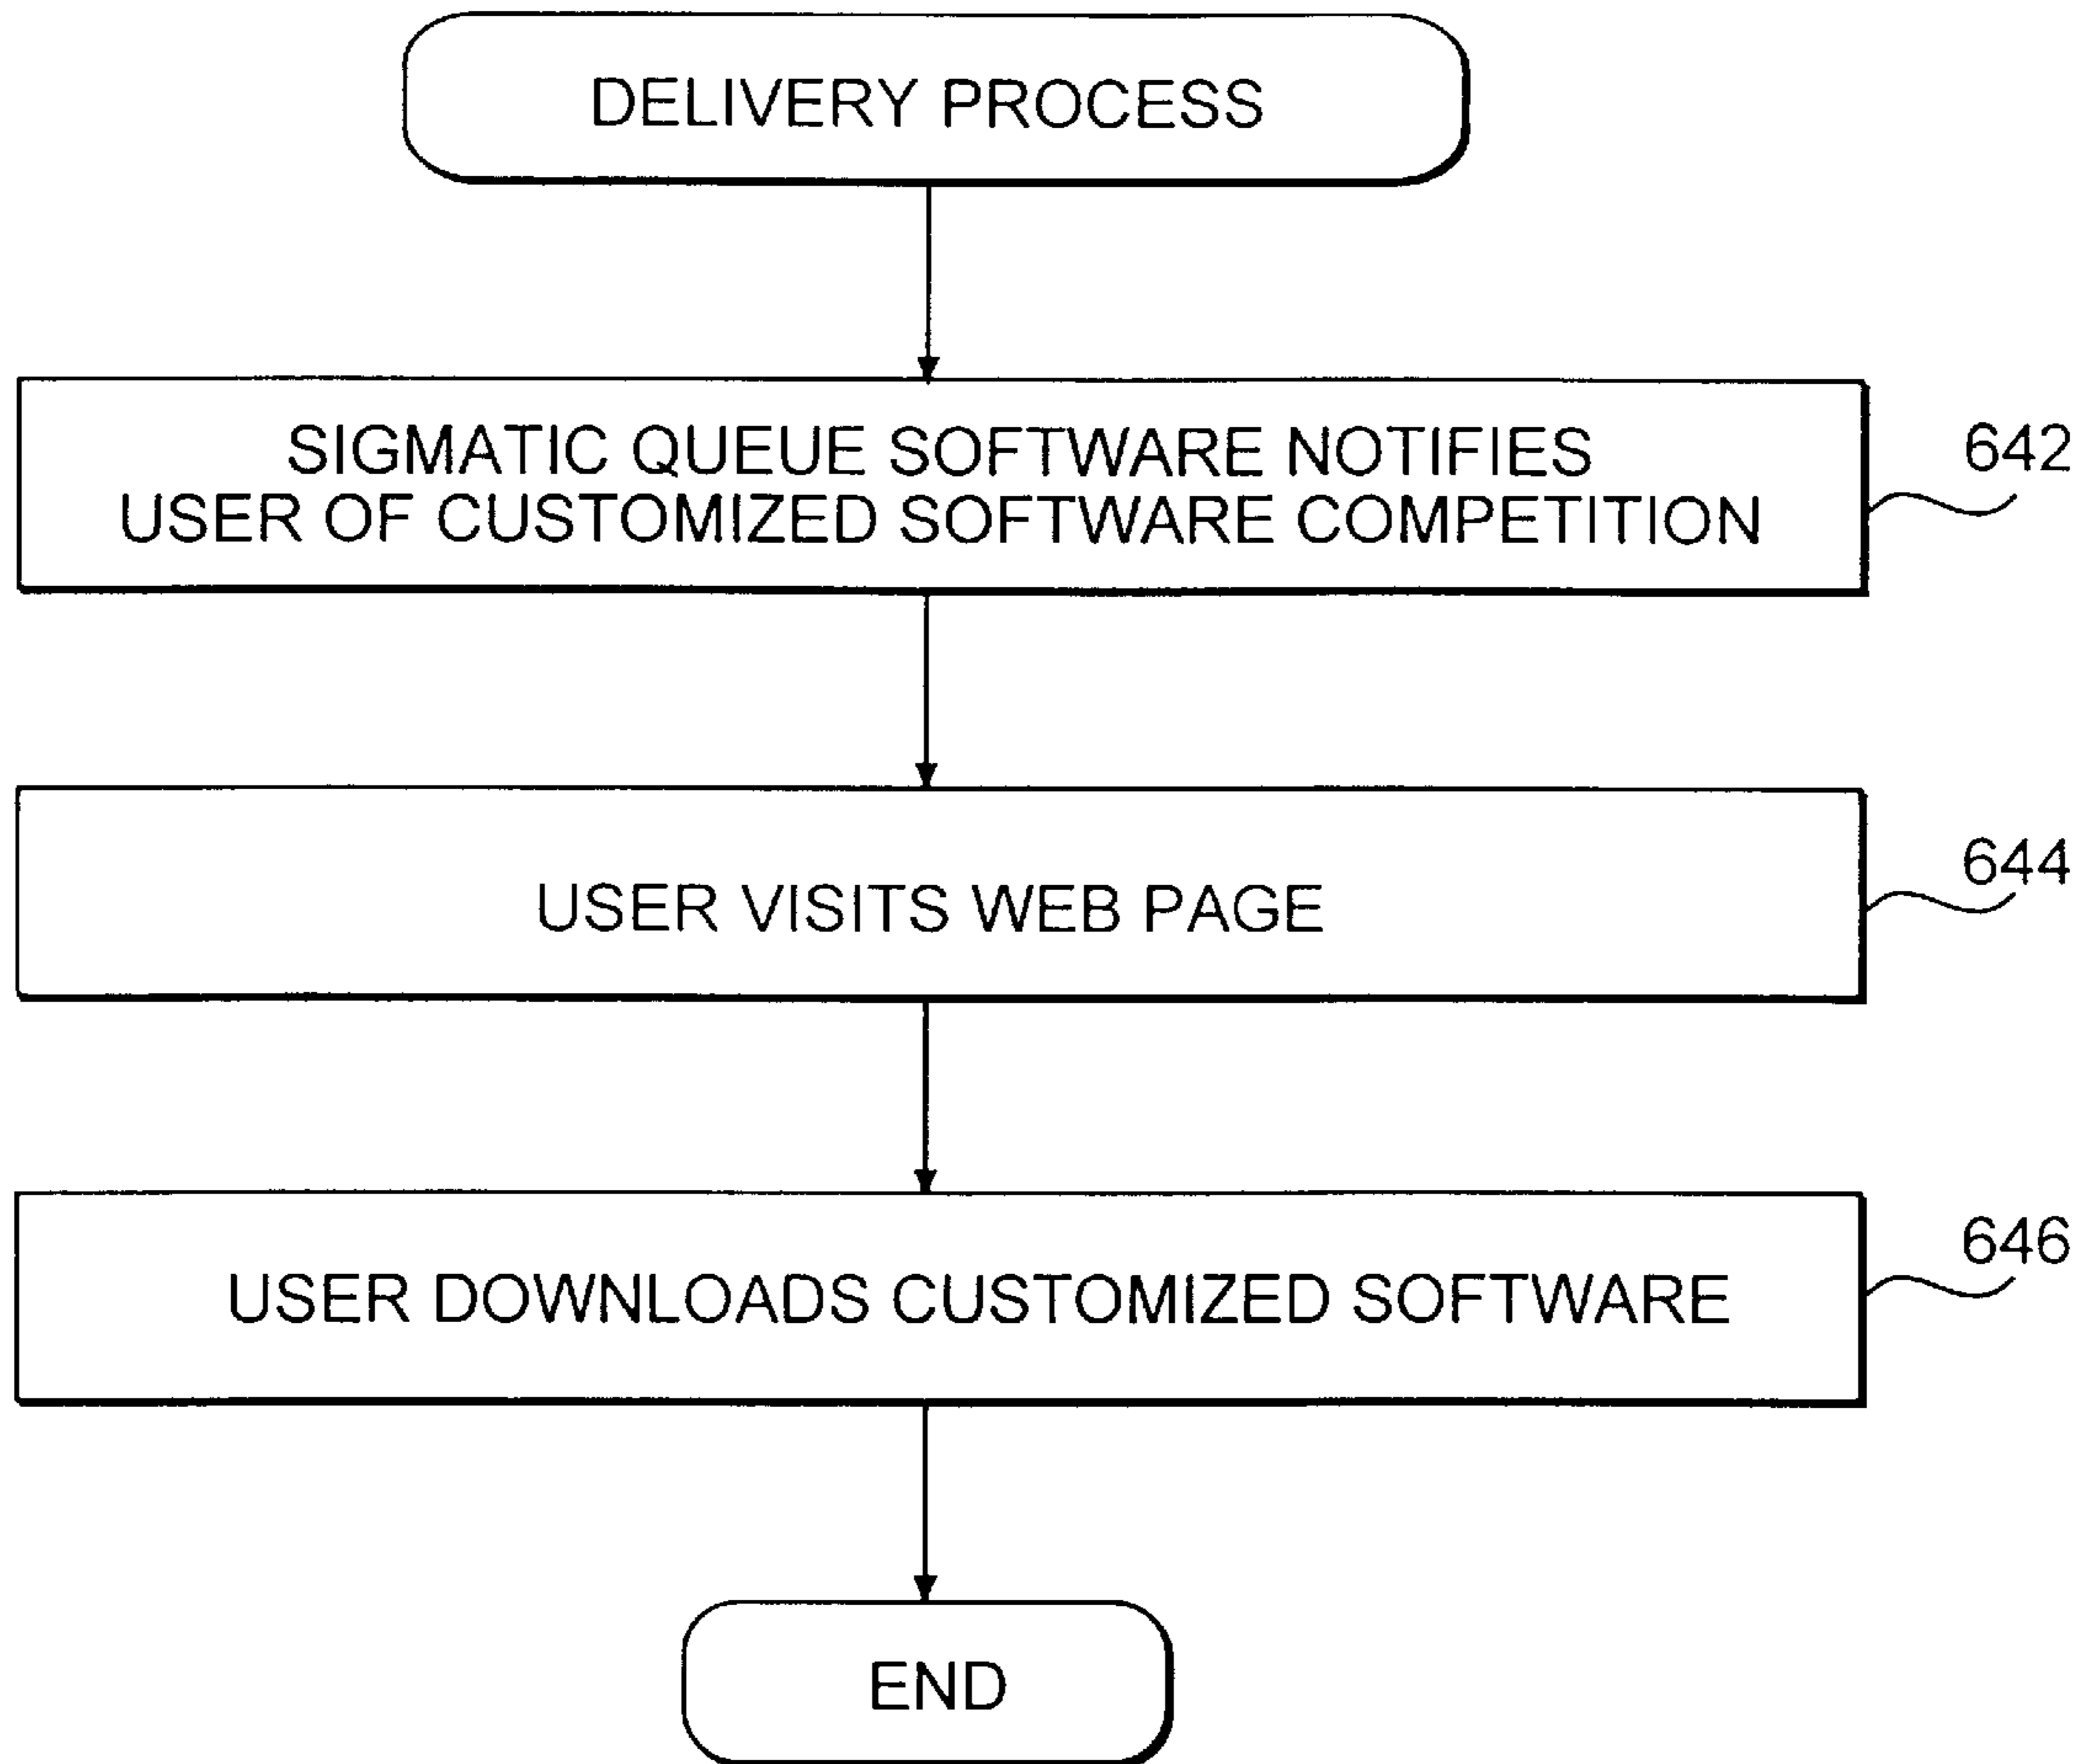 DELIVERY PROCESS
SIGMATIC QUEUE SOFTWARE NOTIFIES
USER OF CUSTOMIZED SOFTWARE COMPETITION
642
USER VISITS WEB PAGE
644
USER DOWNLOADS CUSTOMIZED SOFTWARE
646
END